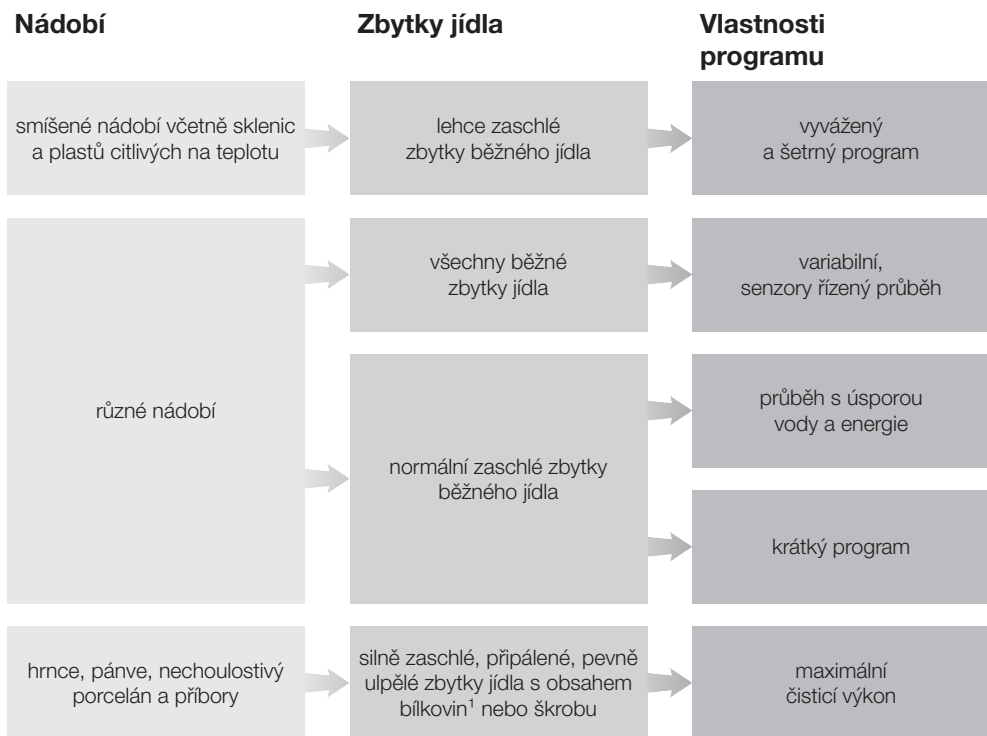 Nádobí
Zbytky jídla
Vlastnosti
programu
smíšené nádobí včetně sklenic
a plastů citlivých na teplotu
lehce zaschlé
zbytky běžného jídla
vyvážený
a šetrný program
různé nádobí
všechny běžné
zbytky jídla
variabilní,
senzory řízený průběh
normální zaschlé zbytky
běžného jídla
průběh s úsporou
vody a energie
krátký program
hrnce, pánve, nechoulostivý
porcelán a příbory
silně zaschlé, připálené, pevně
ulpělé zbytky jídla s obsahem
bílkovin¹ nebo škrobu
maximální
čisticí výkon